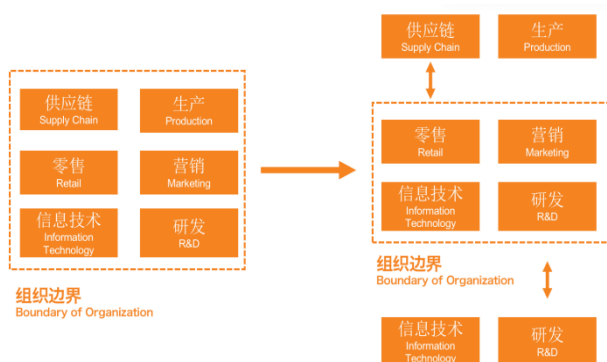 供应链
Supply Chain
生产
Production
零售
Retail
营销
Marketing
信息技术
Information
Technology
研发
R&D
组织边界
Boundary of Organization
供应链
Supply Chain
生产
Production
零售
Retail
营销
Marketing
信息技术
Information
Technology
研发
R&D
组织边界
Boundary of Organization
信息技术
Information
Technology
研发
R&D